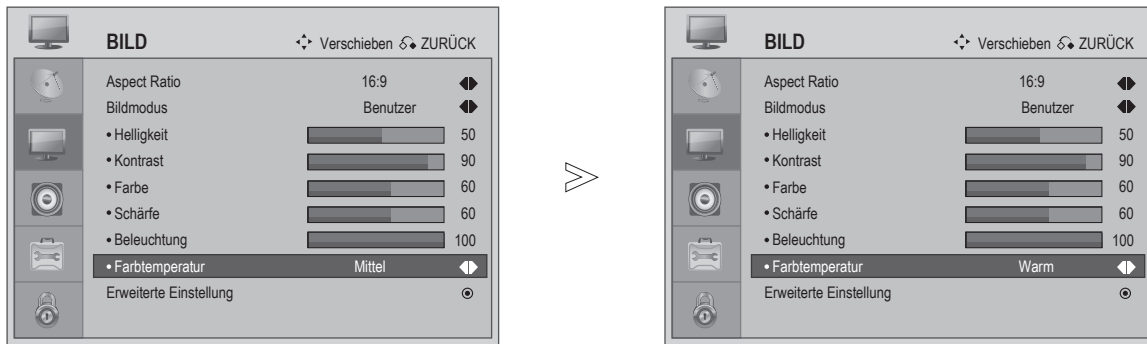 BILD Verschieben ZURÜCK
Aspect Ratio 16:9
Bildmodus Benutzer
• Helligkeit 50
• Kontrast 90
• Farbe 60
• Schärfe 60
• Beleuchtung 100
• Farbtemperatur Mittel
Erweiterte Einstellung
>
BILD Verschieben ZURÜCK
Aspect Ratio 16:9
Bildmodus Benutzer
• Helligkeit 50
• Kontrast 90
• Farbe 60
• Schärfe 60
• Beleuchtung 100
• Farbtemperatur Warm
Erweiterte Einstellung